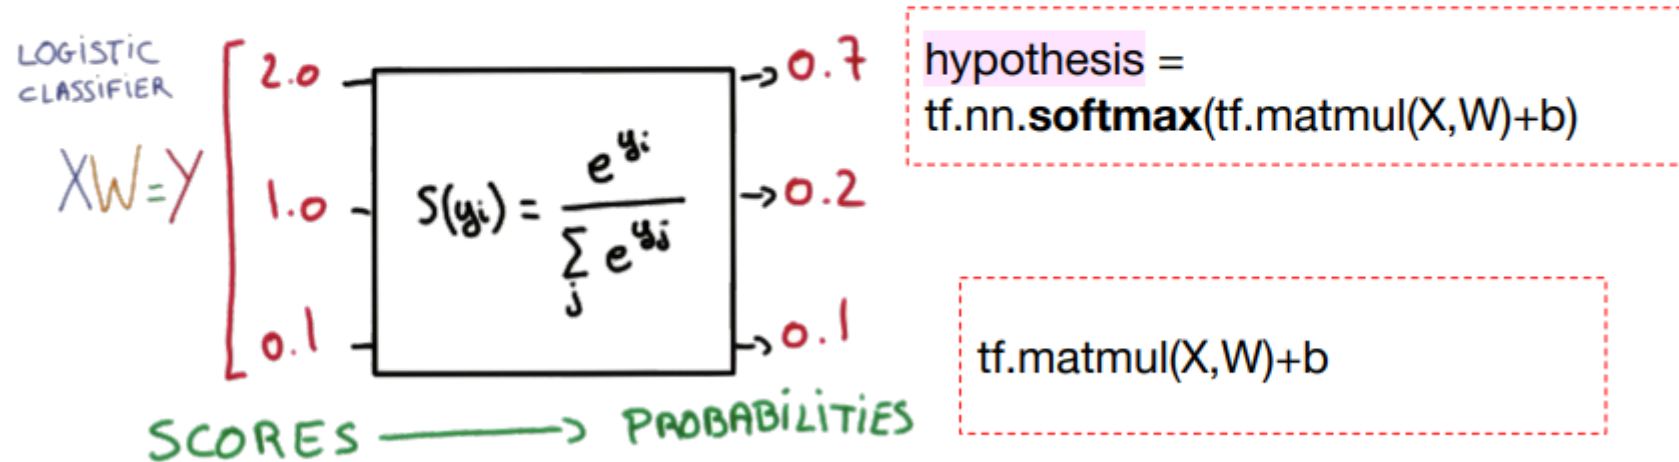 LOGISTIC
CLASSIFIER
XW=Y
2.0
1.0
0.1
S(yi) = e^yi / Σj e^yj
0.7
0.2
0.1
SCORES → PROBABILITIES
hypothesis =
tf.nn.softmax(tf.matmul(X,W)+b)
tf.matmul(X,W)+b